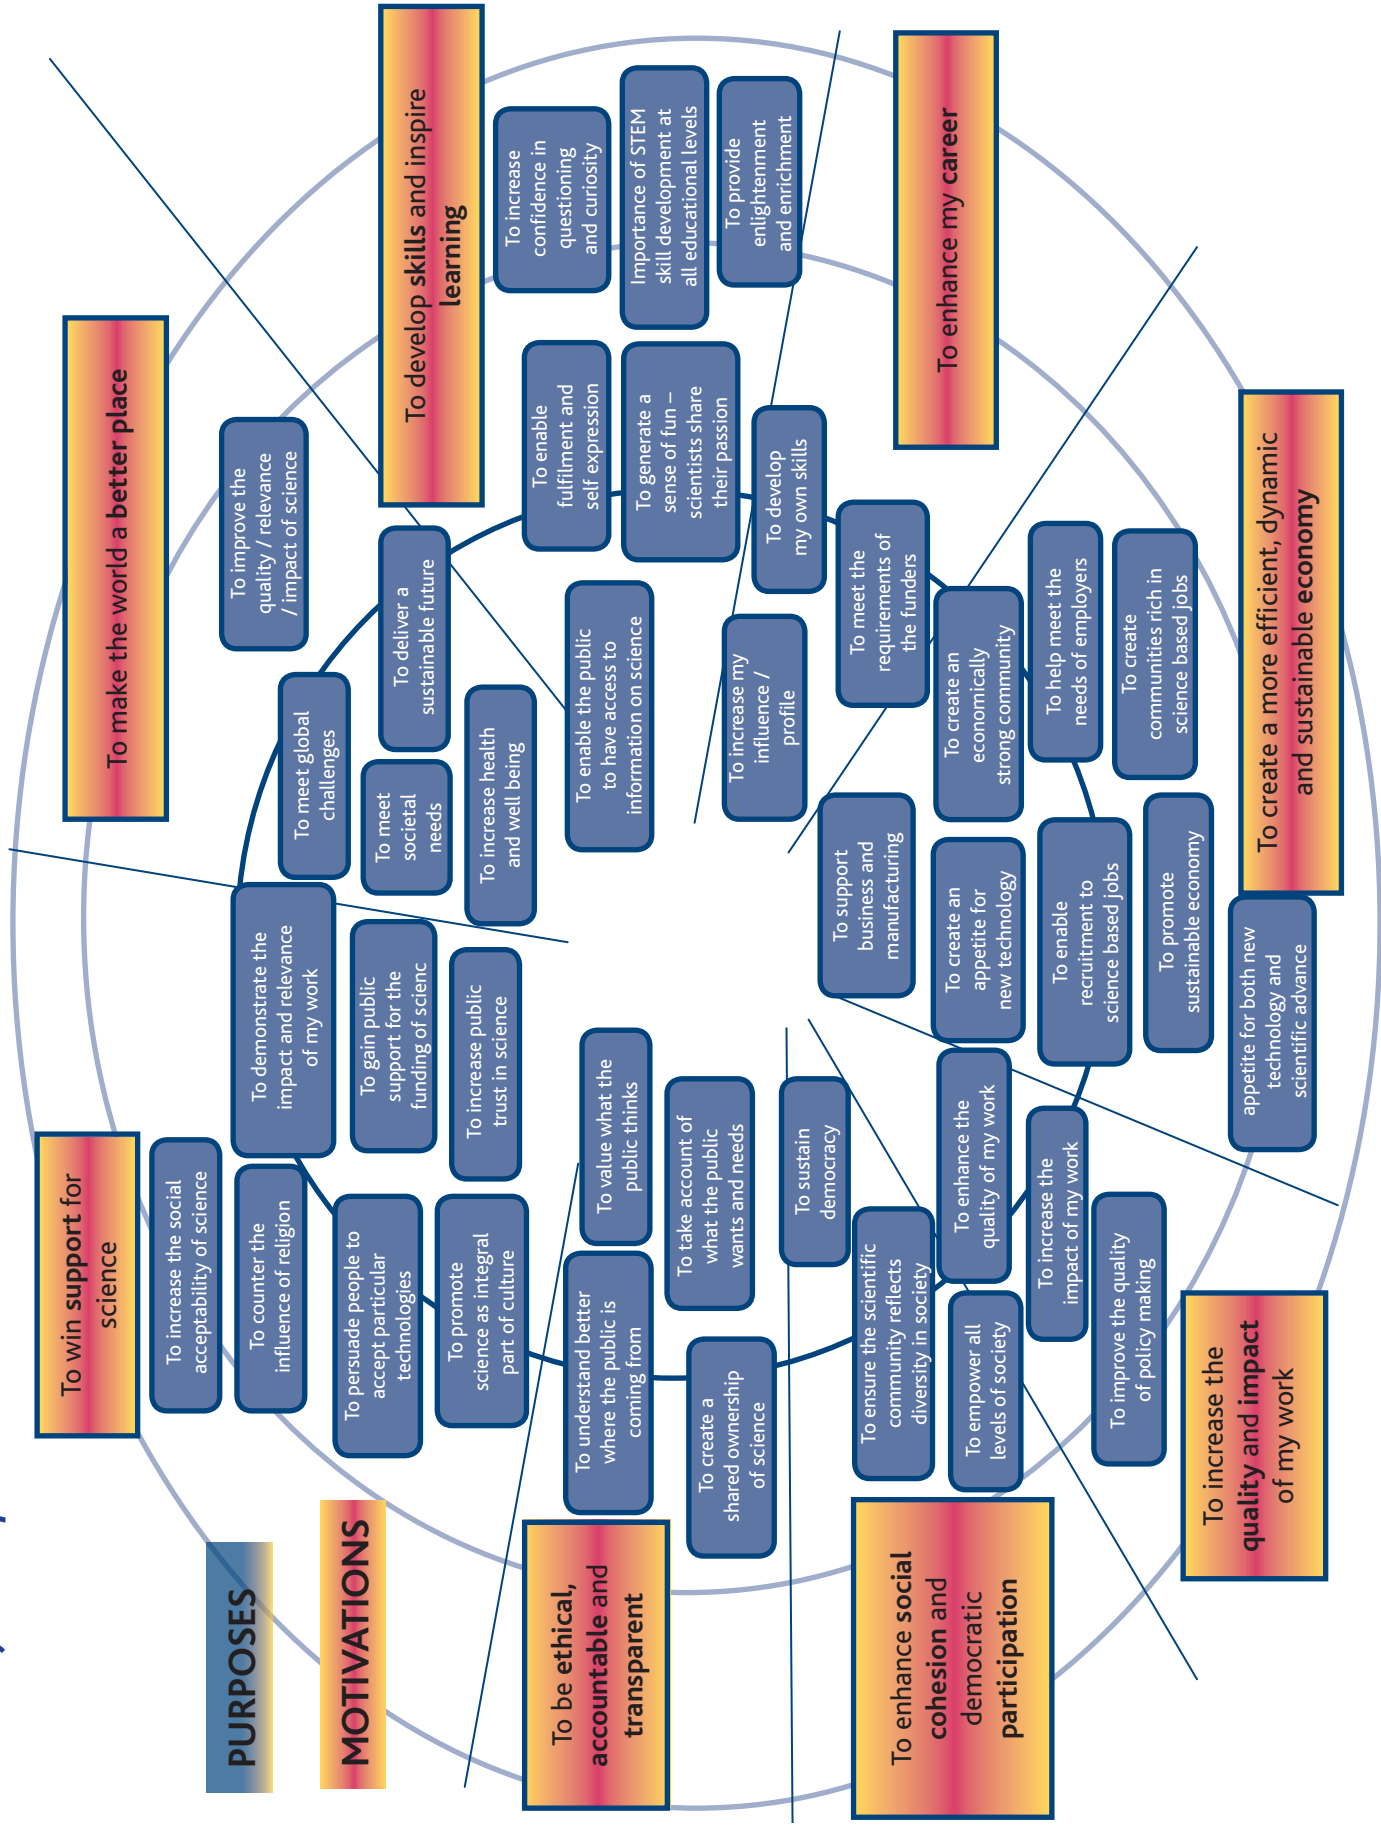 PURPOSES
MOTIVATIONS
To win support for
science
To increase the social
acceptability of science
To counter the
influence of religion
To persuade people to
accept particular
technologies
To promote
science as integral
part of culture
To demonstrate the
impact and relevance
of my work
To gain public
support for the
funding of scienc
To increase public
trust in science
To make the world a better place
To improve the
quality / relevance
/ impact of science
To meet global
challenges
To deliver a
sustainable future
To meet
societal
needs
To increase health
and well being
To develop skills and inspire
learning
To increase
confidence in
questioning
and curiosity
Importance of STEM
skill development at
all educational levels
To provide
enlightenment
and enrichment
To enable
fulfilment and
self expression
To generate a
sense of fun –
scientists share
their passion
To enable the public
to have access to
information on science
To enhance my career
To develop
my own skills
To meet the
requirements of
the funders
To increase my
influence /
profile
To create a more efficient, dynamic
and sustainable economy
To create an
economically
strong community
To help meet the
needs of employers
To create
communities rich in
science based jobs
To support
business and
manufacturing
To create an
appetite for
new technology
To enable
recruitment to
science based jobs
To promote
sustainable economy
appetite for both new
technology and
scientific advance
To increase the
quality and impact
of my work
To enhance the
quality of my work
To increase the
impact of my work
To improve the quality
of policy making
To enhance social
cohesion and
democratic
participation
To sustain
democracy
To ensure the scientific
community reflects
diversity in society
To empower all
levels of society
To be ethical,
accountable and
transparent
To value what the
public thinks
To take account of
what the public
wants and needs
To understand better
where the public is
coming from
To create a
shared ownership
of science